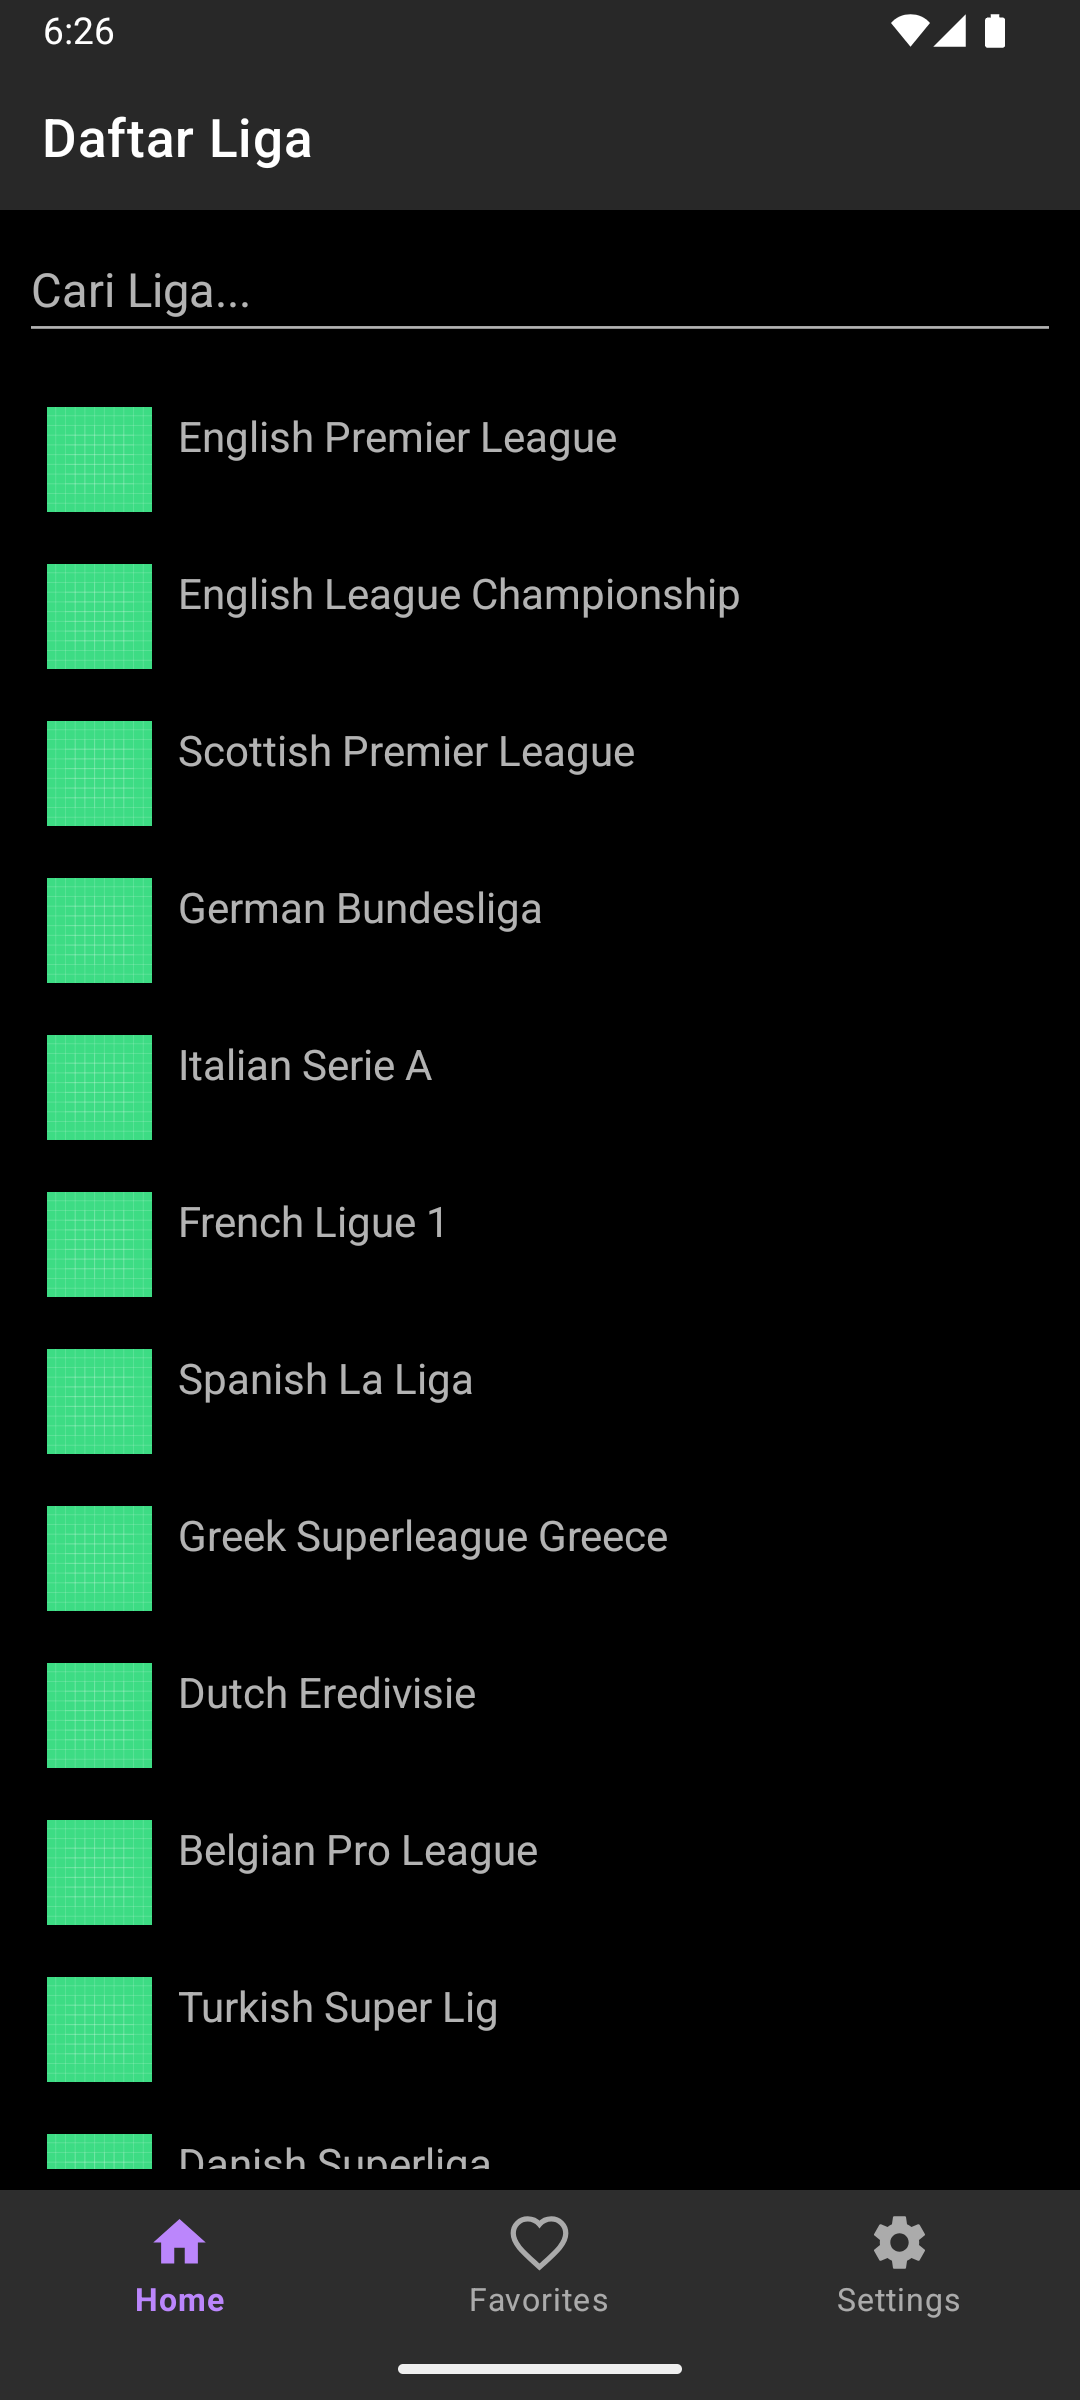 6:26
Daftar Liga
Cari Liga...
English Premier League
English League Championship
Scottish Premier League
German Bundesliga
Italian Serie A
French Ligue 1
Spanish La Liga
Greek Superleague Greece
Dutch Eredivisie
Belgian Pro League
Turkish Super Lig
Danish Superliga
Home
Favorites
Settings